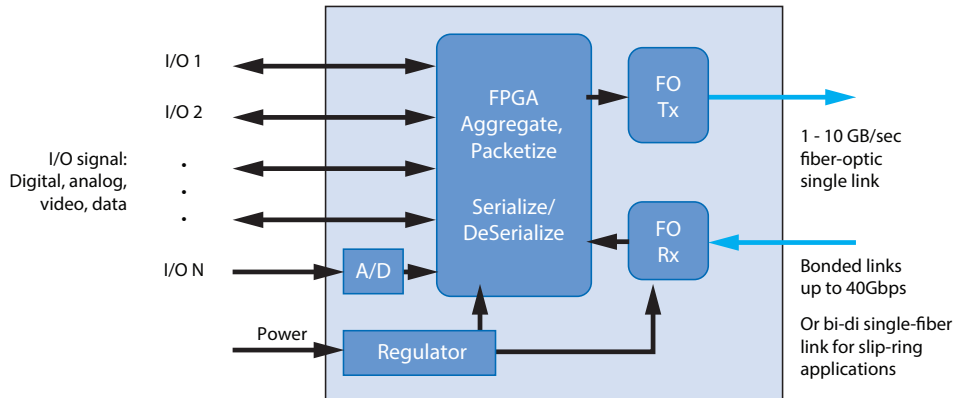 I/O 1
I/O 2
I/O signal:
Digital, analog,
video, data
I/O N
Power
A/D
Regulator
FPGA
Aggregate,
Packetize
Serialize/
DeSerialize
FO
Tx
FO
Rx
1 - 10 GB/sec
fiber-optic
single link
Bonded links
up to 40Gbps
Or bi-di single-fiber
link for slip-ring
applications